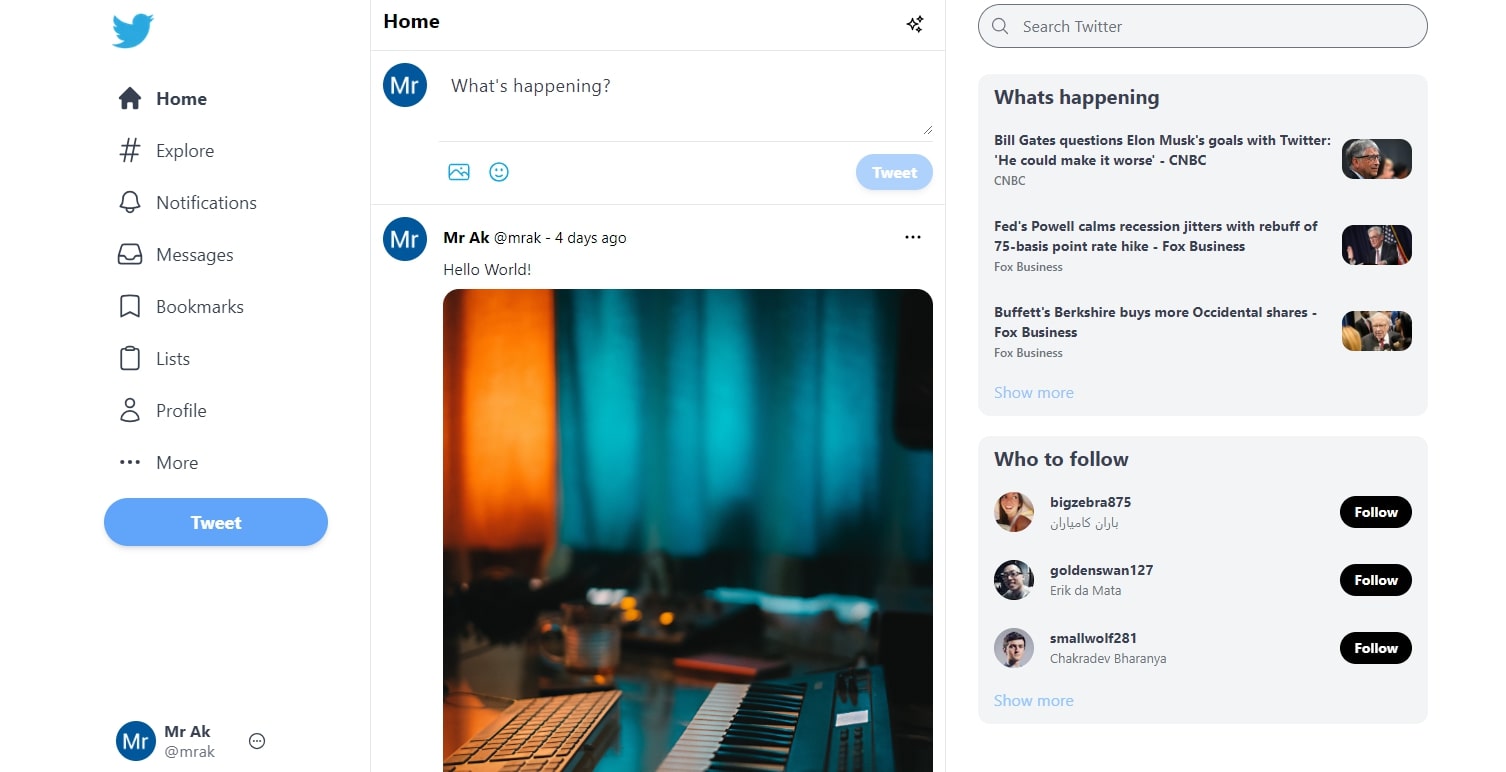 Home
Explore
Notifications
Messages
Bookmarks
Lists
Profile
More
Tweet
Mr
Mr Ak
@mrak
Home
Mr
What's happening?
Tweet
Mr
Mr Ak @mrak - 4 days ago
Hello World!
Search Twitter
Whats happening
Bill Gates questions Elon Musk's goals with Twitter:
'He could make it worse' - CNBC
CNBC
Fed's Powell calms recession jitters with rebuff of
75-basis point rate hike - Fox Business
Fox Business
Buffett's Berkshire buys more Occidental shares -
Fox Business
Fox Business
Show more
Who to follow
bigzebra875
باران کامیاران
Follow
goldenswan127
Erik da Mata
Follow
smallwolf281
Chakradev Bharanya
Follow
Show more